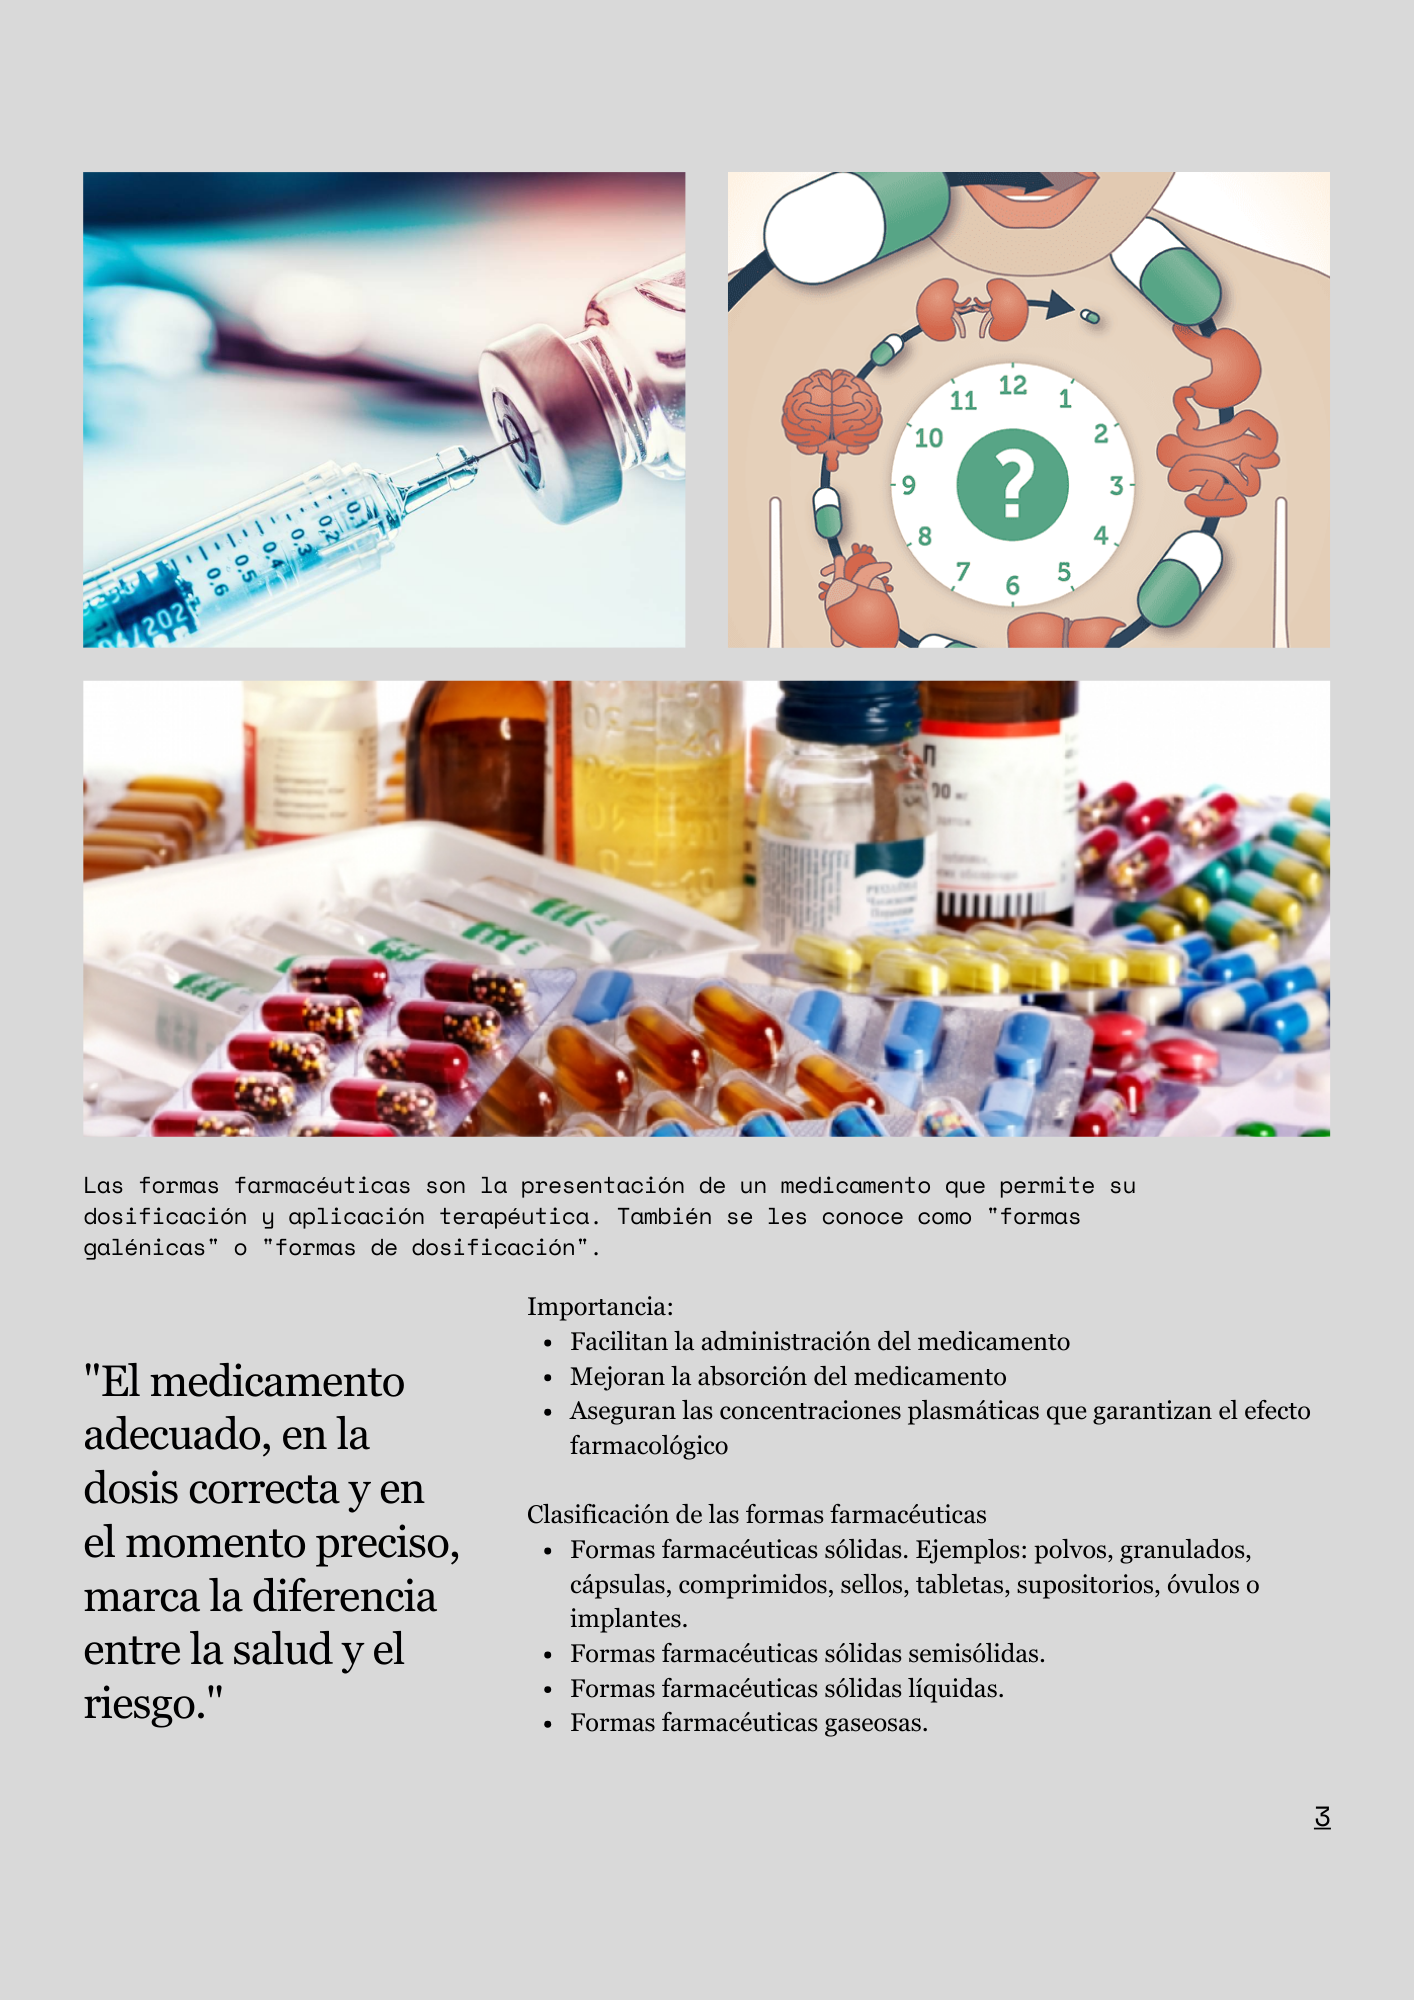 0.1
0,2
0.3
0,4
0.5
0.6
04/202
12
1
2
3
4
5
6
7
8
9
10
11
?
Las formas farmacéuticas son la presentación de un medicamento que permite su
dosificación y aplicación terapéutica. También se les conoce como "formas
galénicas" o "formas de dosificación".
"El medicamento
adecuado, en la
dosis correcta y en
el momento preciso,
marca la diferencia
entre la salud y el
riesgo."
Importancia:
• Facilitan la administración del medicamento
• Mejoran la absorción del medicamento
• Aseguran las concentraciones plasmáticas que garantizan el efecto
farmacológico
Clasificación de las formas farmacéuticas
• Formas farmacéuticas sólidas. Ejemplos: polvos, granulados,
cápsulas, comprimidos, sellos, tabletas, supositorios, óvulos o
implantes.
• Formas farmacéuticas sólidas semisólidas.
• Formas farmacéuticas sólidas líquidas.
• Formas farmacéuticas gaseosas.
3